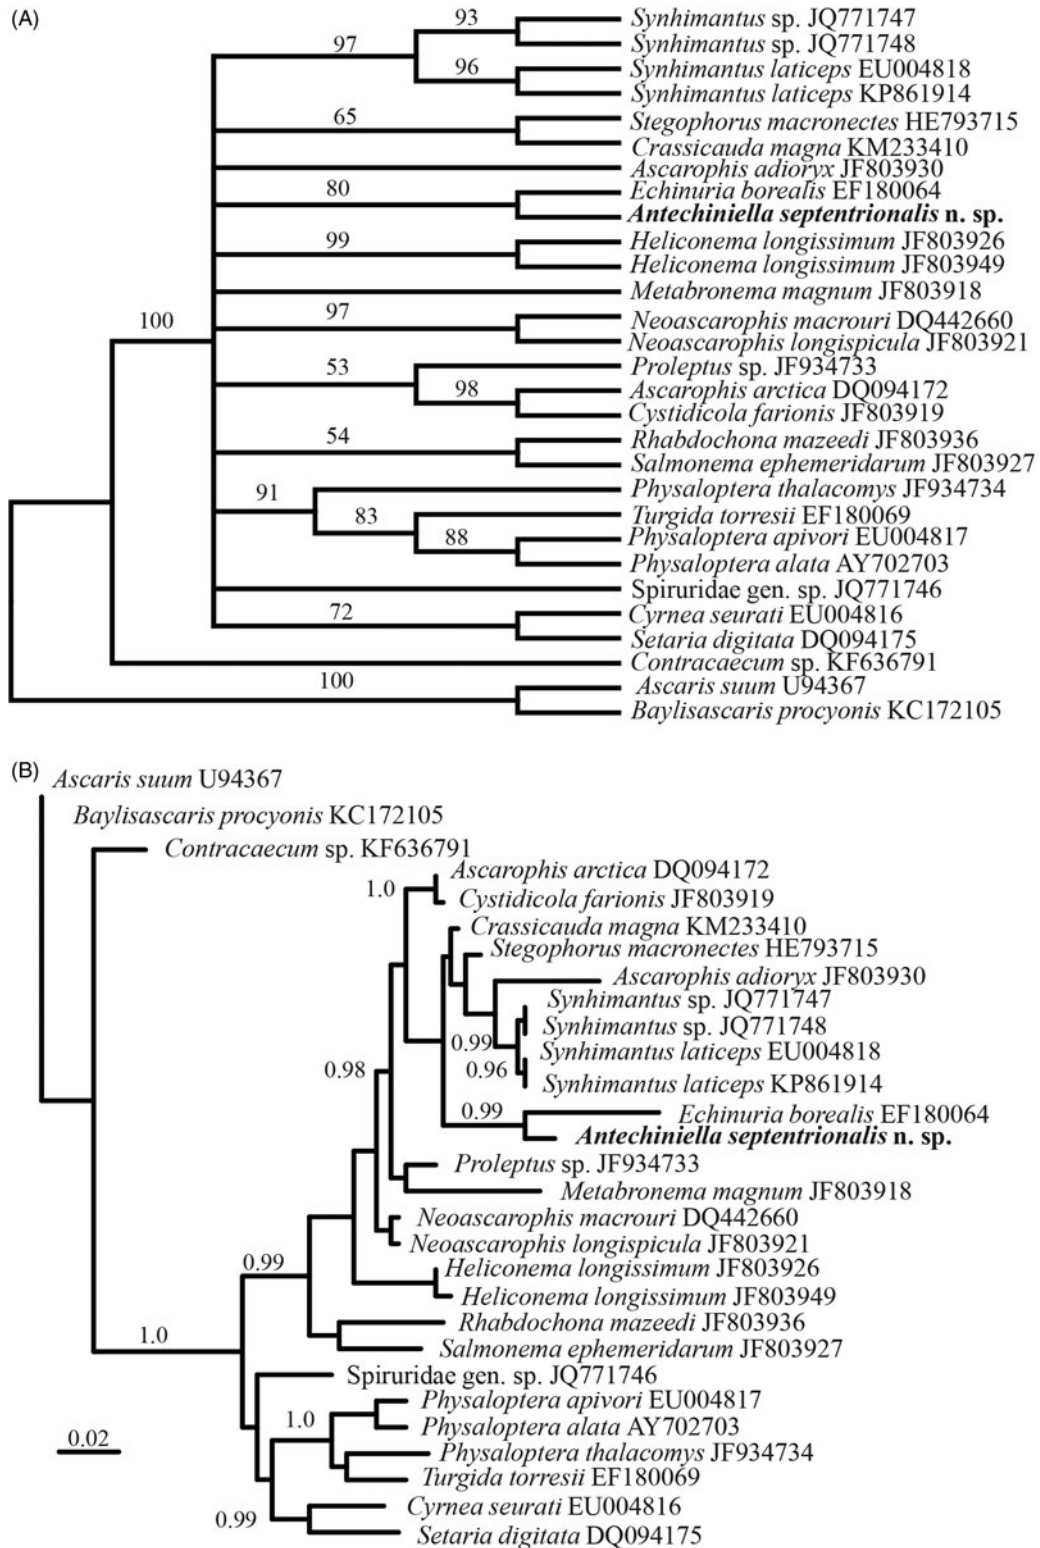 (A)
93
Synhimantus sp. JQ771747
97
Synhimantus sp. JQ771748
96
Synhimantus laticeps EU004818
Synhimantus laticeps KP861914
65
Stegophorus macronectes HE793715
Crassicauda magna KM233410
Ascarophis adioryx JF803930
80
Echinuria borealis EF180064
Antechiniella septentrionalis n. sp.
99
Heliconema longissimum JF803926
Heliconema longissimum JF803949
Metabronema magnum JF803918
100
97
Neoascarophis macrouri DQ442660
Neoascarophis longispicula JF803921
53
Proleptus sp. JF934733
98
Ascarophis arctica DQ094172
Cystidicola farionis JF803919
54
Rhabdochona mazeedi JF803936
Salmonema ephemeridarum JF803927
91
Physaloptera thalacomys JF934734
83
Turgida torresii EF180069
88
Physaloptera apivori EU004817
Physaloptera alata AY702703
Spiruridae gen. sp. JQ771746
72
Cyrnea seurati EU004816
Setaria digitata DQ094175
Contracaecum sp. KF636791
100
Ascaris suum U94367
Baylisascaris procyonis KC172105
(B)
Ascaris suum U94367
Baylisascaris procyonis KC172105
Contracaecum sp. KF636791
Ascarophis arctica DQ094172
1.0
Cystidicola farionis JF803919
Crassicauda magna KM233410
Stegophorus macronectes HE793715
Ascarophis adioryx JF803930
Synhimantus sp. JQ771747
Synhimantus sp. JQ771748
0.99
Synhimantus laticeps EU004818
0.98
0.96
Synhimantus laticeps KP861914
0.99
Echinuria borealis EF180064
Antechiniella septentrionalis n. sp.
Proleptus sp. JF934733
Metabronema magnum JF803918
Neoascarophis macrouri DQ442660
Neoascarophis longispicula JF803921
0.99
Heliconema longissimum JF803926
Heliconema longissimum JF803949
Rhabdochona mazeedi JF803936
1.0
Salmonema ephemeridarum JF803927
Spiruridae gen. sp. JQ771746
Physaloptera apivori EU004817
1.0
Physaloptera alata AY702703
0.02
Physaloptera thalacomys JF934734
Turgida torresii EF180069
Cyrnea seurati EU004816
0.99
Setaria digitata DQ094175